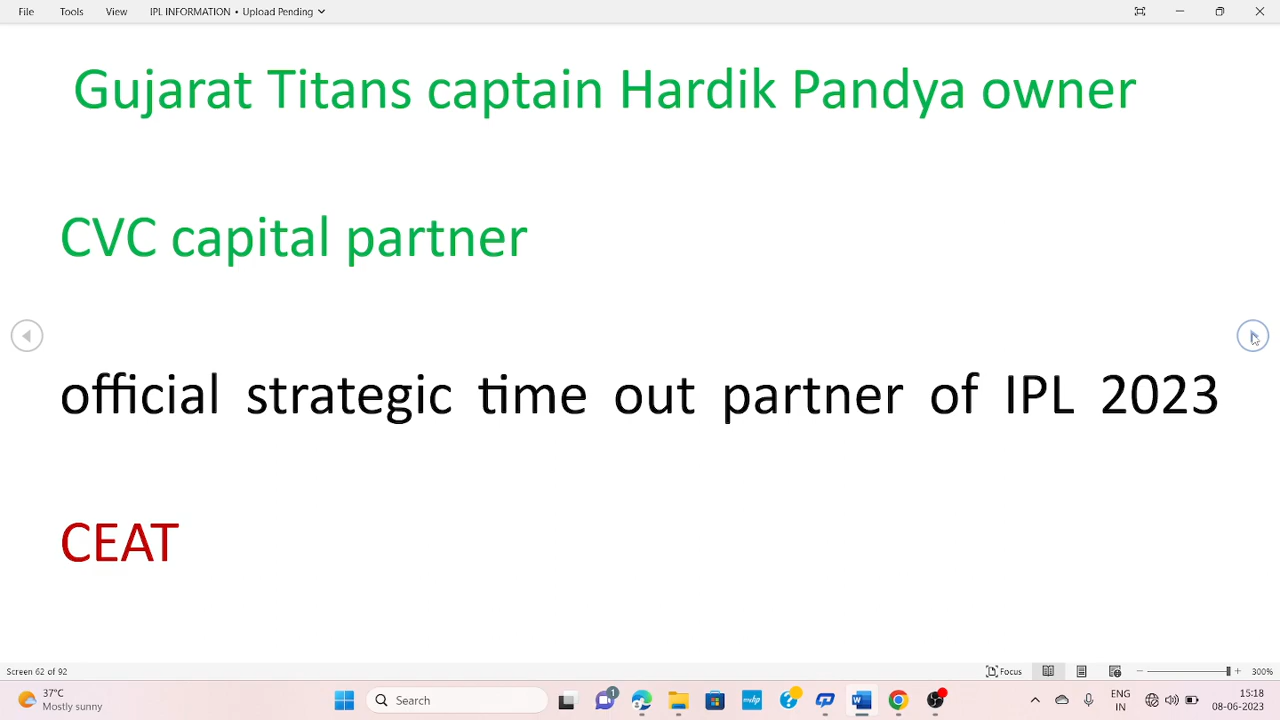 File Tools View IPL INFORMATION • Upload Pending
Gujarat Titans captain Hardik Pandya owner
CVC capital partner
official strategic time out partner of IPL 2023
CEAT
Screen 62 of 92 Focus 300%
37°C
Mostly sunny
Search
1
myhp
ENG
IN
15:18
08-06-2023